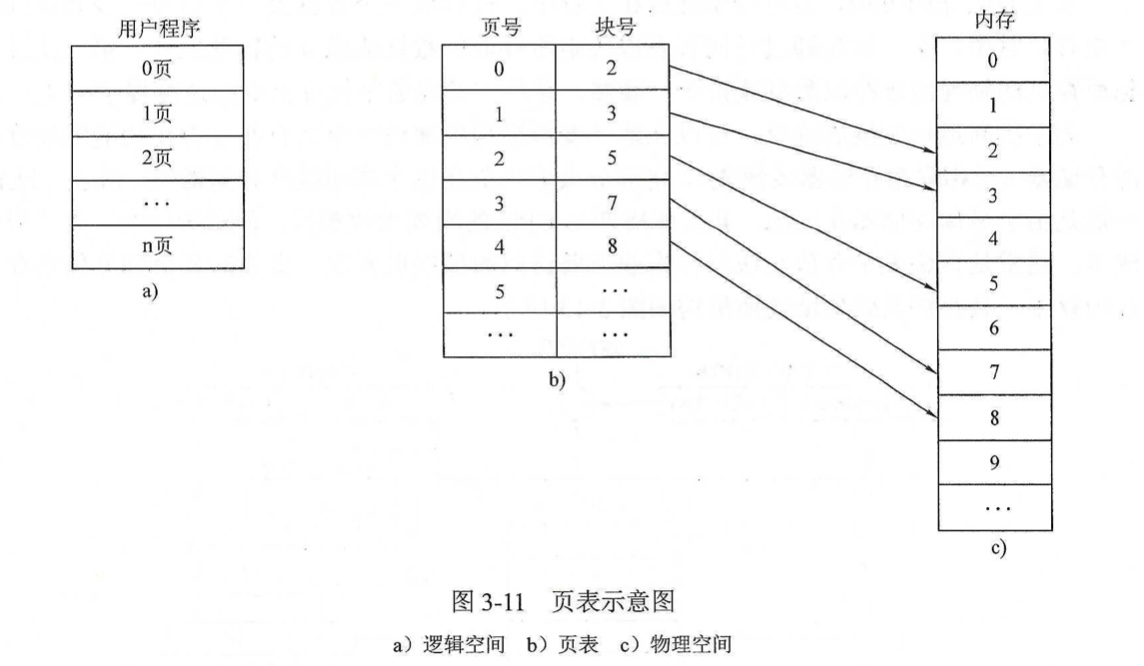 用户程序
0页
1页
2页
…
n页
a)
页号 块号
0 2
1 3
2 5
3 7
4 8
5 …
… …
b)
内存
0
1
2
3
4
5
6
7
8
9
…
c)
图 3-11 页表示意图
a）逻辑空间 b）页表 c）物理空间